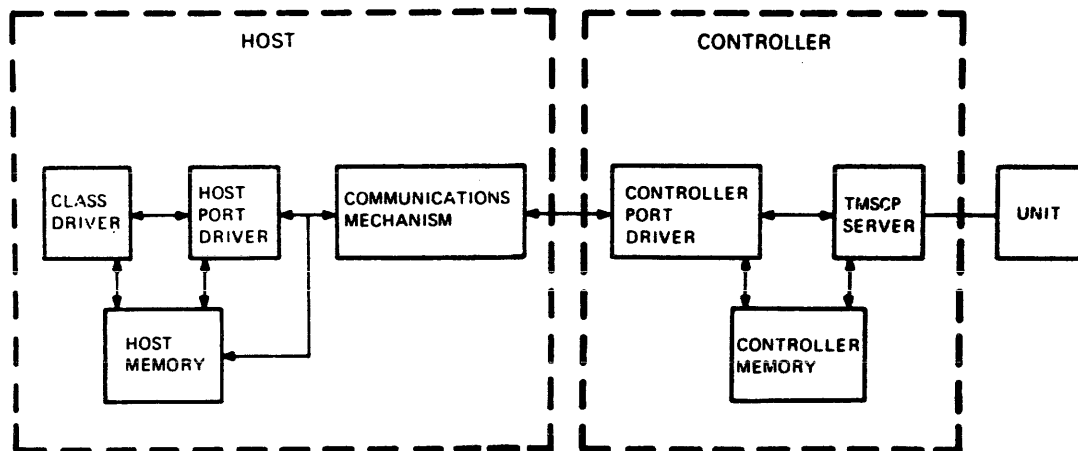 HOST
CONTROLLER
CLASS
DRIVER
HOST
PORT
DRIVER
COMMUNICATIONS
MECHANISM
CONTROLLER
PORT
DRIVER
TMSCP
SERVER
UNIT
HOST
MEMORY
CONTROLLER
MEMORY